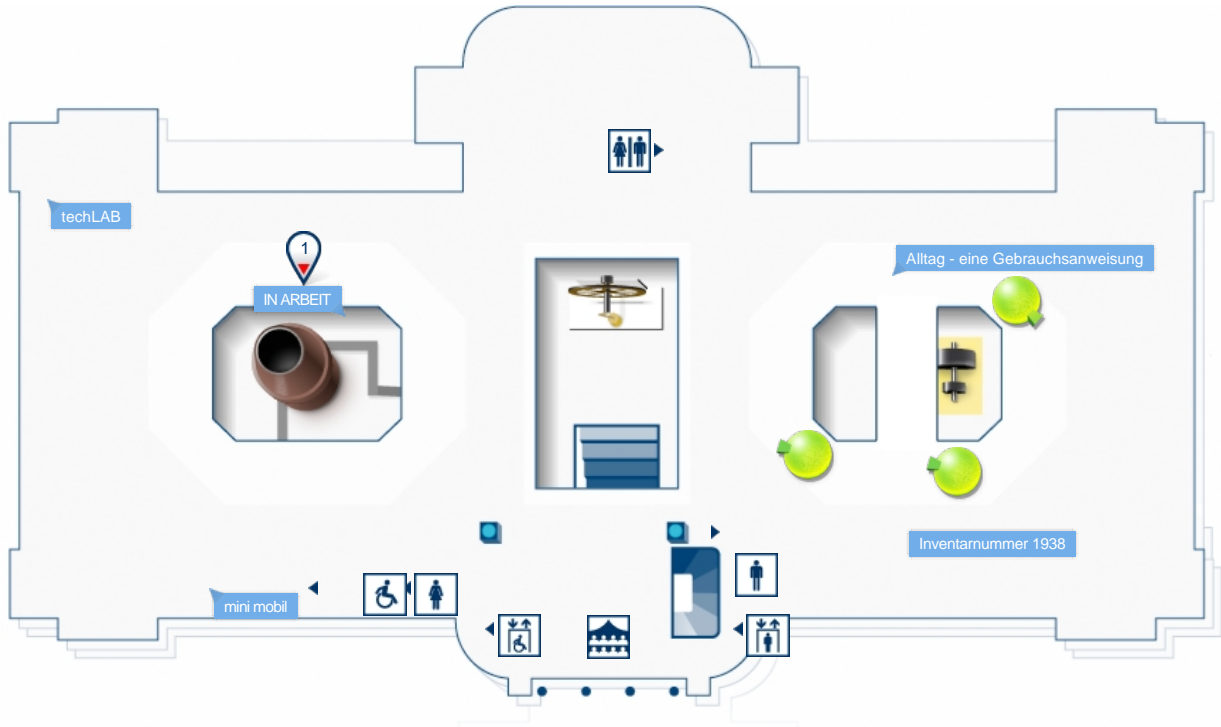 techLAB
1
IN ARBEIT
Alltag - eine Gebrauchsanweisung
Inventarnummer 1938
mini mobil